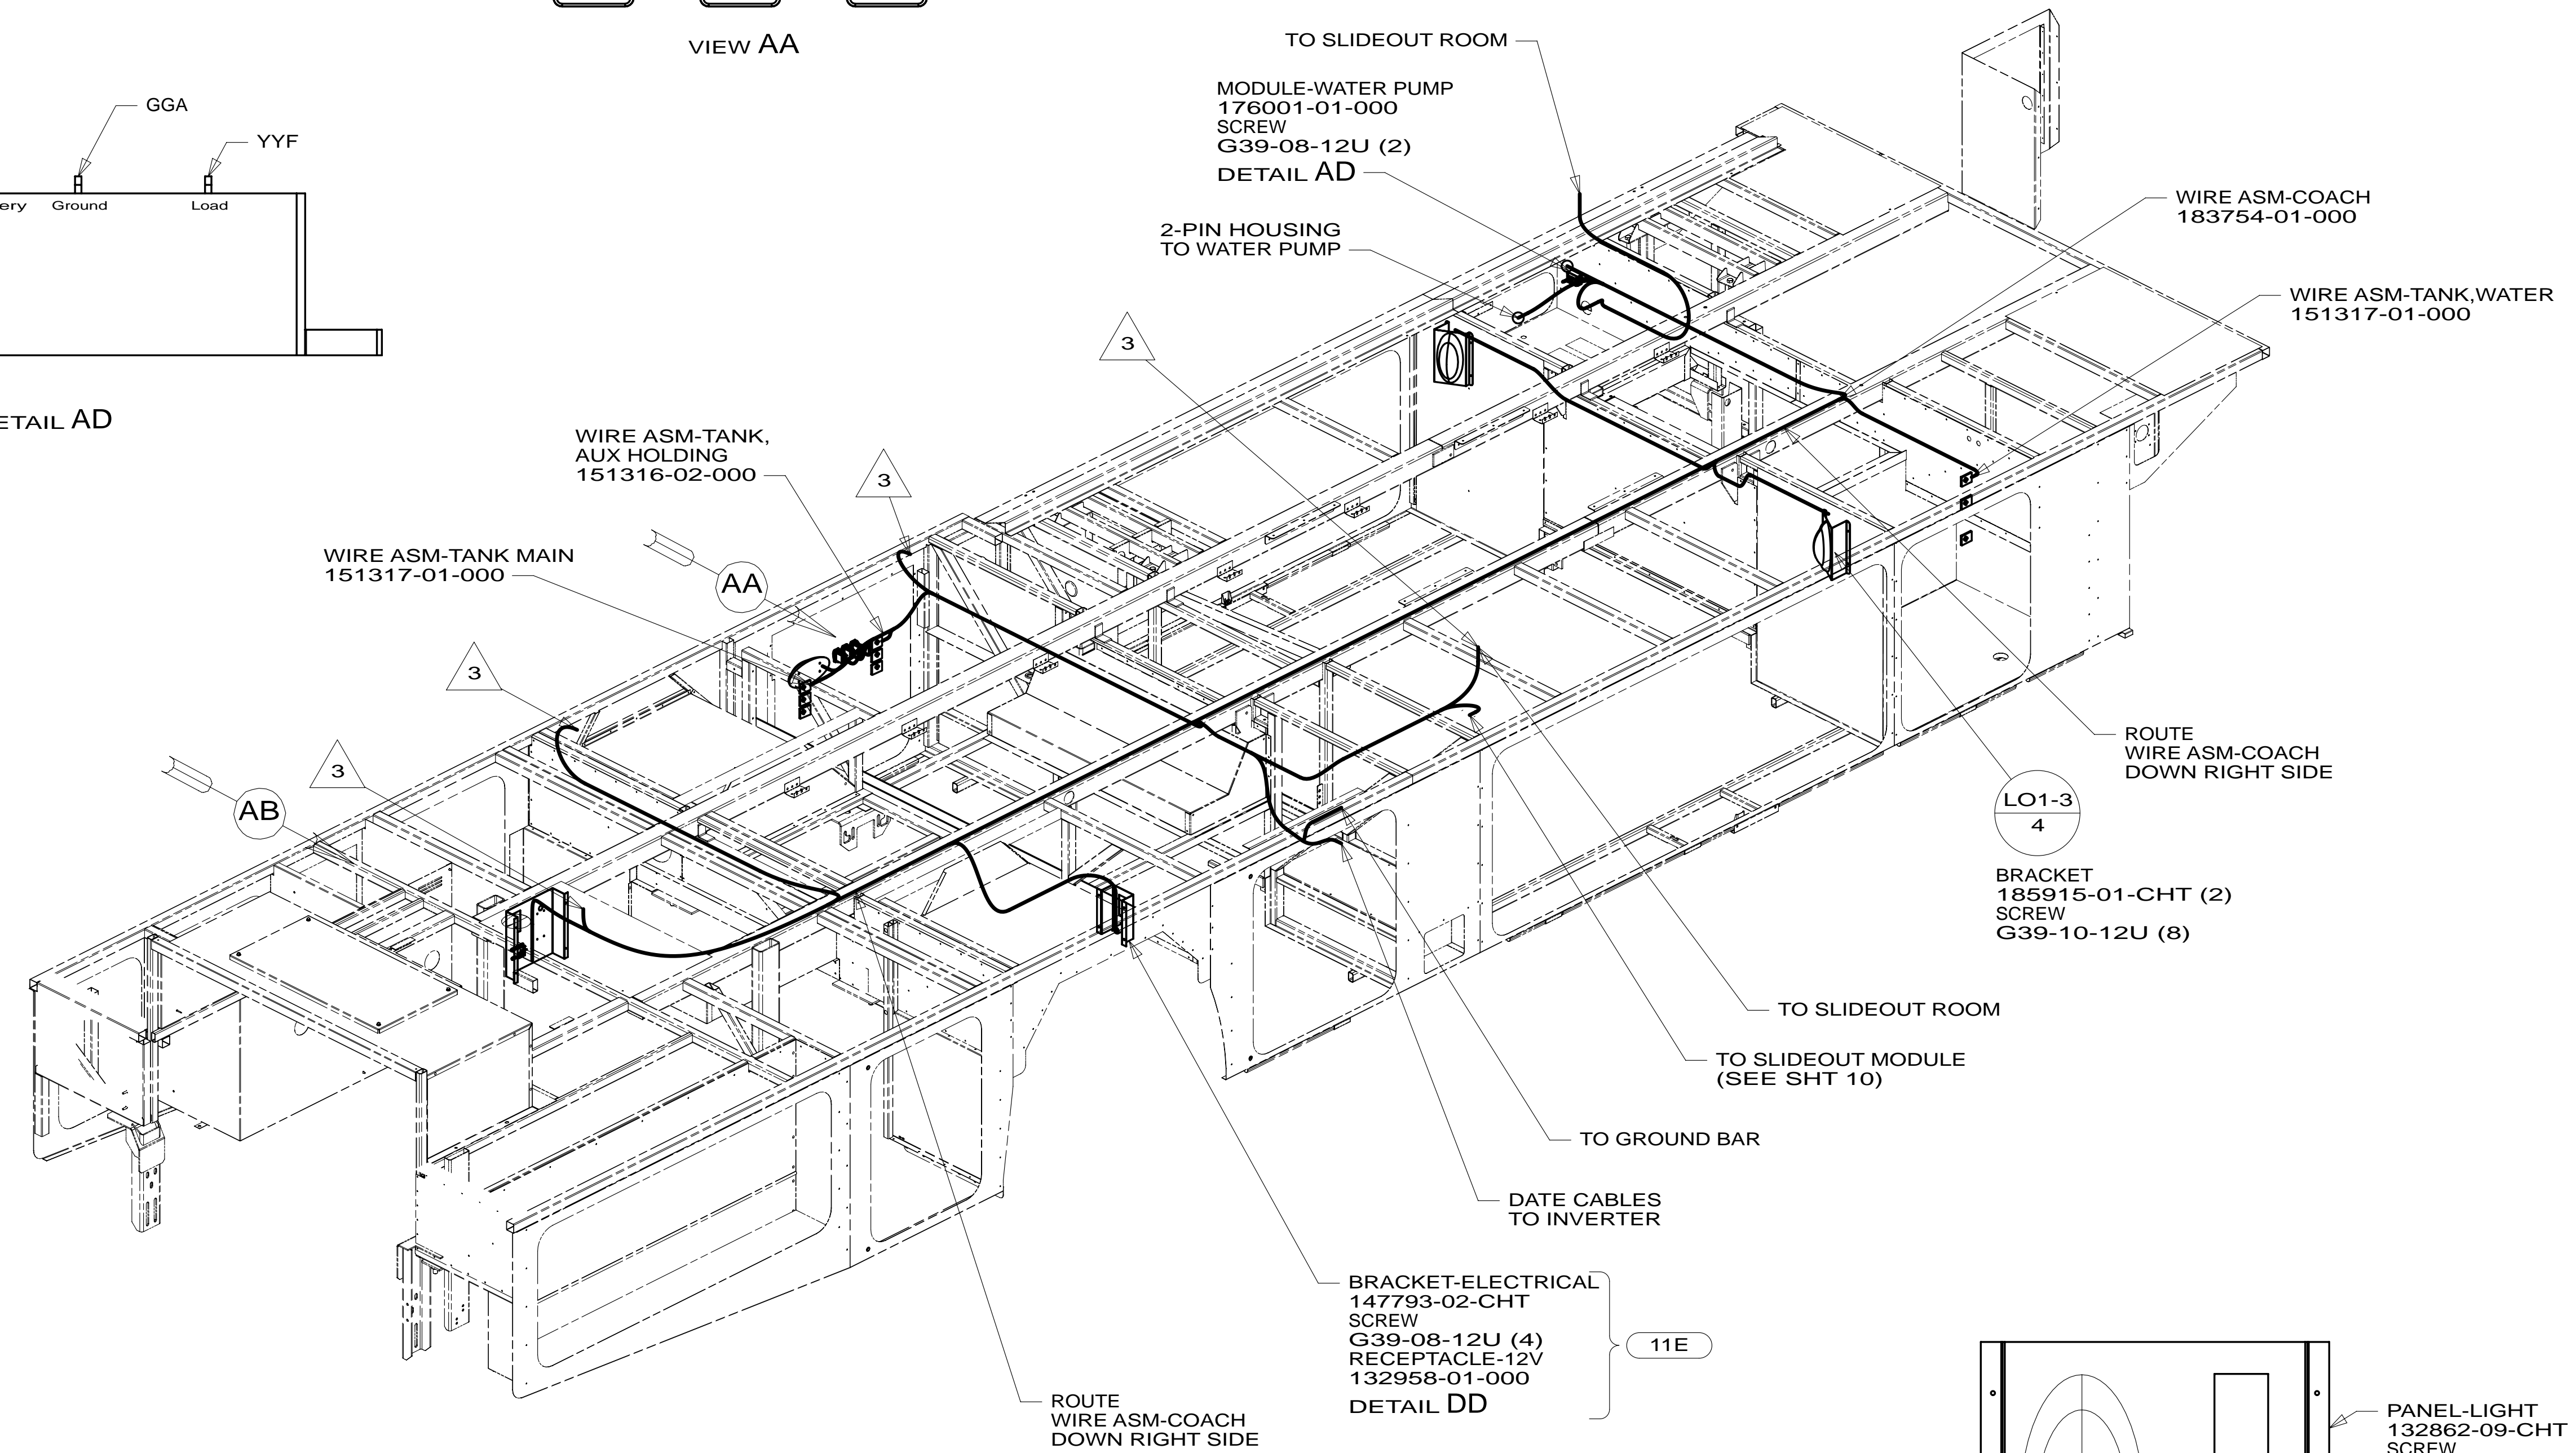 VIEW AA
GGA
YYF
ery Ground Load
ETAIL AD
TO SLIDEOUT ROOM
MODULE-WATER PUMP
176001-01-000
SCREW
G39-08-12U (2)
DETAIL AD
2-PIN HOUSING
TO WATER PUMP
WIRE ASM-COACH
183754-01-000
WIRE ASM-TANK,WATER
151317-01-000
3
WIRE ASM-TANK,
AUX HOLDING
151316-02-000
3
WIRE ASM-TANK MAIN
151317-01-000
AA
3
3
AB
ROUTE
WIRE ASM-COACH
DOWN RIGHT SIDE
LO1-3
4
BRACKET
185915-01-CHT (2)
SCREW
G39-10-12U (8)
TO SLIDEOUT ROOM
TO SLIDEOUT MODULE
(SEE SHT 10)
TO GROUND BAR
DATE CABLES
TO INVERTER
BRACKET-ELECTRICAL
147793-02-CHT
SCREW
G39-08-12U (4)
RECEPTACLE-12V
132958-01-000
DETAIL DD
11E
ROUTE
WIRE ASM-COACH
DOWN RIGHT SIDE
PANEL-LIGHT
132862-09-CHT
SCREW